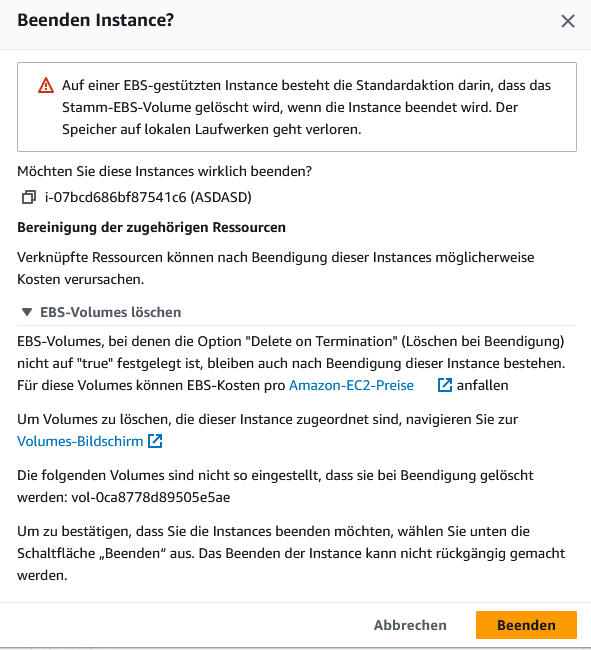 Beenden Instance?
Auf einer EBS-gestützten Instance besteht die Standardaktion darin, dass das
Stamm-EBS-Volume gelöscht wird, wenn die Instance beendet wird. Der
Speicher auf lokalen Laufwerken geht verloren.
Möchten Sie diese Instances wirklich beenden?
i-07bcd686bf87541c6 (ASDASD)
Bereinigung der zugehörigen Ressourcen
Verknüpfte Ressourcen können nach Beendigung dieser Instances möglicherweise
Kosten verursachen.
EBS-Volumes löschen
EBS-Volumes, bei denen die Option "Delete on Termination" (Löschen bei Beendigung)
nicht auf "true" festgelegt ist, bleiben auch nach Beendigung dieser Instance bestehen.
Für diese Volumes können EBS-Kosten pro Amazon-EC2-Preise anfallen
Um Volumes zu löschen, die dieser Instance zugeordnet sind, navigieren Sie zur
Volumes-Bildschirm
Die folgenden Volumes sind nicht so eingestellt, dass sie bei Beendigung gelöscht
werden: vol-0ca8778d89505e5ae
Um zu bestätigen, dass Sie die Instances beenden möchten, wählen Sie unten die
Schaltfläche „Beenden“ aus. Das Beenden der Instance kann nicht rückgängig gemacht
werden.
Abbrechen Beenden